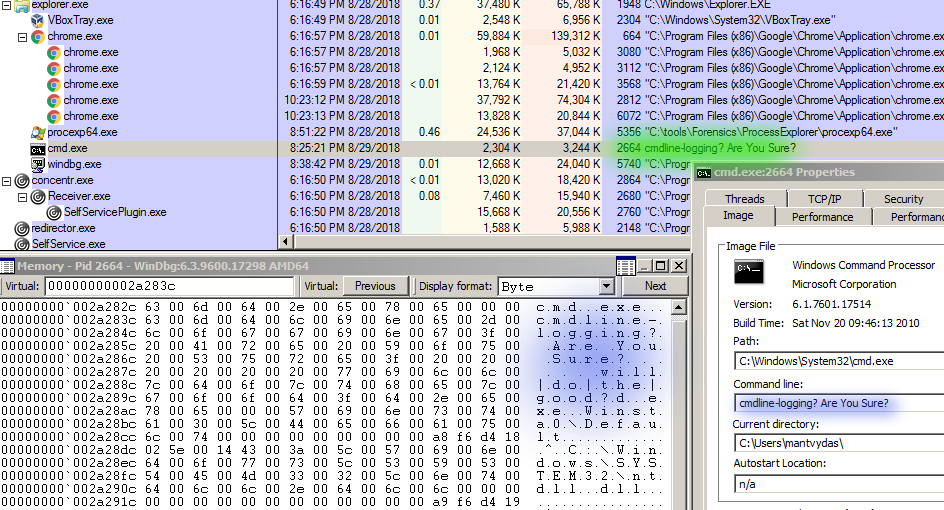 explorer.exe 6:16:49 PM 8/28/2018 0.37 37,480 K 65,788 K 1948 C:\Windows\Explorer.EXE
VBoxTray.exe 6:16:49 PM 8/28/2018 0.01 2,548 K 6,956 K 2304 "C:\Windows\System32\VBoxTray.exe"
chrome.exe 6:16:57 PM 8/28/2018 0.01 59,884 K 139,312 K 664 "C:\Program Files (x86)\Google\Chrome\Application\chrome.ex
chrome.exe 6:16:57 PM 8/28/2018 1,968 K 5,032 K 3080 "C:\Program Files (x86)\Google\Chrome\Application\chrome.ex
chrome.exe 6:16:57 PM 8/28/2018 2,124 K 4,952 K 3112 "C:\Program Files (x86)\Google\Chrome\Application\chrome.ex
chrome.exe 6:16:59 PM 8/28/2018 < 0.01 13,764 K 21,420 K 3568 "C:\Program Files (x86)\Google\Chrome\Application\chrome.ex
chrome.exe 10:23:12 PM 8/28/2018 37,792 K 74,304 K 2812 "C:\Program Files (x86)\Google\Chrome\Application\chrome.ex
chrome.exe 10:23:13 PM 8/28/2018 13,828 K 20,844 K 6072 "C:\Program Files (x86)\Google\Chrome\Application\chrome.ex
procexp64.exe 8:51:22 PM 8/28/2018 0.46 24,536 K 37,044 K 5356 "C:\tools\Forensics\ProcessExplorer\procexp64.exe"
cmd.exe 8:25:21 PM 8/29/2018 2,304 K 3,244 K 2664 cmdline-logging? Are You Sure?
windbg.exe 8:38:42 PM 8/29/2018 0.01 12,668 K 24,040 K 5740 "C:\Progr
concentr.exe 6:16:50 PM 8/28/2018 < 0.01 13,020 K 18,420 K 2864 "C:\Progr
Receiver.exe 6:16:50 PM 8/28/2018 0.08 7,460 K 15,940 K 2680 "C:\Progr
SelfServicePlugin.exe 6:16:50 PM 8/28/2018 15,668 K 20,556 K 2760 "C:\Progr
redirector.exe 6:16:50 PM 8/28/2018 1,588 K 5,988 K 2148 "C:\Progr
SelfService.exe
Memory - Pid 2664 - WinDbg:6.3.9600.17298 AMD64
Virtual: 00000000002a283c Virtual: Previous Display format: Byte Next
00000000`002a282c 63 00 6d 00 64 00 2e 00 65 00 78 00 65 00 00 00 c.m.d...e.x.e...
00000000`002a283c 63 00 6d 00 64 00 6c 00 69 00 6e 00 65 00 2d 00 c.m.d.l.i.n.e.-.
00000000`002a284c 6c 00 6f 00 67 00 67 00 69 00 6e 00 67 00 3f 00 l.o.g.g.i.n.g.?.
00000000`002a285c 20 00 41 00 72 00 65 00 20 00 59 00 6f 00 75 00 .A.r.e. .Y.o.u.
00000000`002a286c 20 00 53 00 75 00 72 00 65 00 3f 00 20 00 20 00 .S.u.r.e.?. . .
00000000`002a287c 20 00 20 00 20 00 20 00 77 00 69 00 6c 00 6c 00 . . . .w.i.l.l.
00000000`002a288c 7c 00 64 00 6f 00 7c 00 74 00 68 00 65 00 7c 00 |.d.o.|.t.h.e.|.
00000000`002a289c 67 00 6f 00 6f 00 64 00 3f 00 64 00 2e 00 65 00 g.o.o.d.?.d...e.
00000000`002a28ac 78 00 65 00 00 00 57 00 69 00 6e 00 73 00 74 00 x.e...W.i.n.s.t.
00000000`002a28bc 61 00 30 00 5c 00 44 00 65 00 66 00 61 00 75 00 a.0.\.D.e.f.a.u.
00000000`002a28cc 6c 00 74 00 00 00 00 00 00 00 00 00 a8 f6 d4 18 l.t.............
00000000`002a28dc 02 5e 00 14 43 00 3a 00 5c 00 57 00 69 00 6e 00 .^..C.:.\.W.i.n.
00000000`002a28ec 64 00 6f 00 77 00 73 00 5c 00 53 00 59 00 53 00 d.o.w.s.\.S.Y.S.
00000000`002a28fc 54 00 45 00 4d 00 33 00 32 00 5c 00 6e 00 74 00 T.E.M.3.2.\.n.t.
00000000`002a290c 64 00 6c 00 6c 00 2e 00 64 00 6c 00 6c 00 00 00 d.l.l...d.l.l...
00000000`002a291c 00 00 00 00 00 00 00 00 00 00 00 00 a9 f6 d4 19 ................
cmd.exe:2664 Properties
Threads TCP/IP Security
Image Performance Performan
Image File
Windows Command Processor
Microsoft Corporation
Version: 6.1.7601.17514
Build Time: Sat Nov 20 09:46:13 2010
Path:
C:\Windows\System32\cmd.exe
Command line:
cmdline-logging? Are You Sure?
Current directory:
C:\Users\mantvydas\
Autostart Location:
n/a